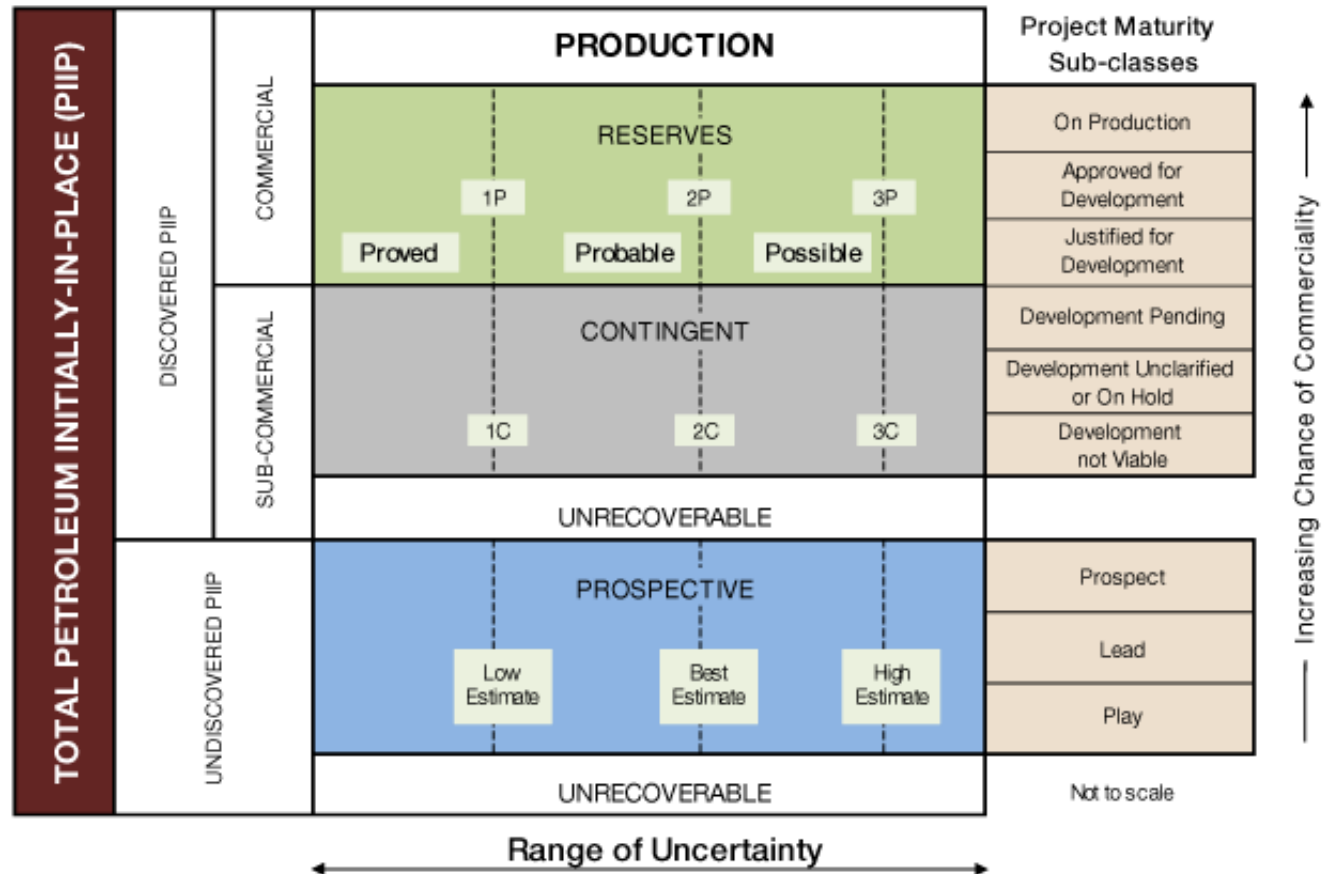 TOTAL PETROLEUM INITIALLY-IN-PLACE (PIIP)
DISCOVERED PIIP
UNDISCOVERED PIIP
COMMERCIAL
SUB-COMMERCIAL
PRODUCTION
RESERVES
1P
2P
3P
Proved
Probable
Possible
CONTINGENT
1C
2C
3C
UNRECOVERABLE
PROSPECTIVE
Low
Estimate
Best
Estimate
High
Estimate
UNRECOVERABLE
Range of Uncertainty
Project Maturity
Sub-classes
On Production
Approved for
Development
Justified for
Development
Development Pending
Development Unclarified
or On Hold
Development
not Viable
Prospect
Lead
Play
Not to scale
Increasing Chance of Commerciality